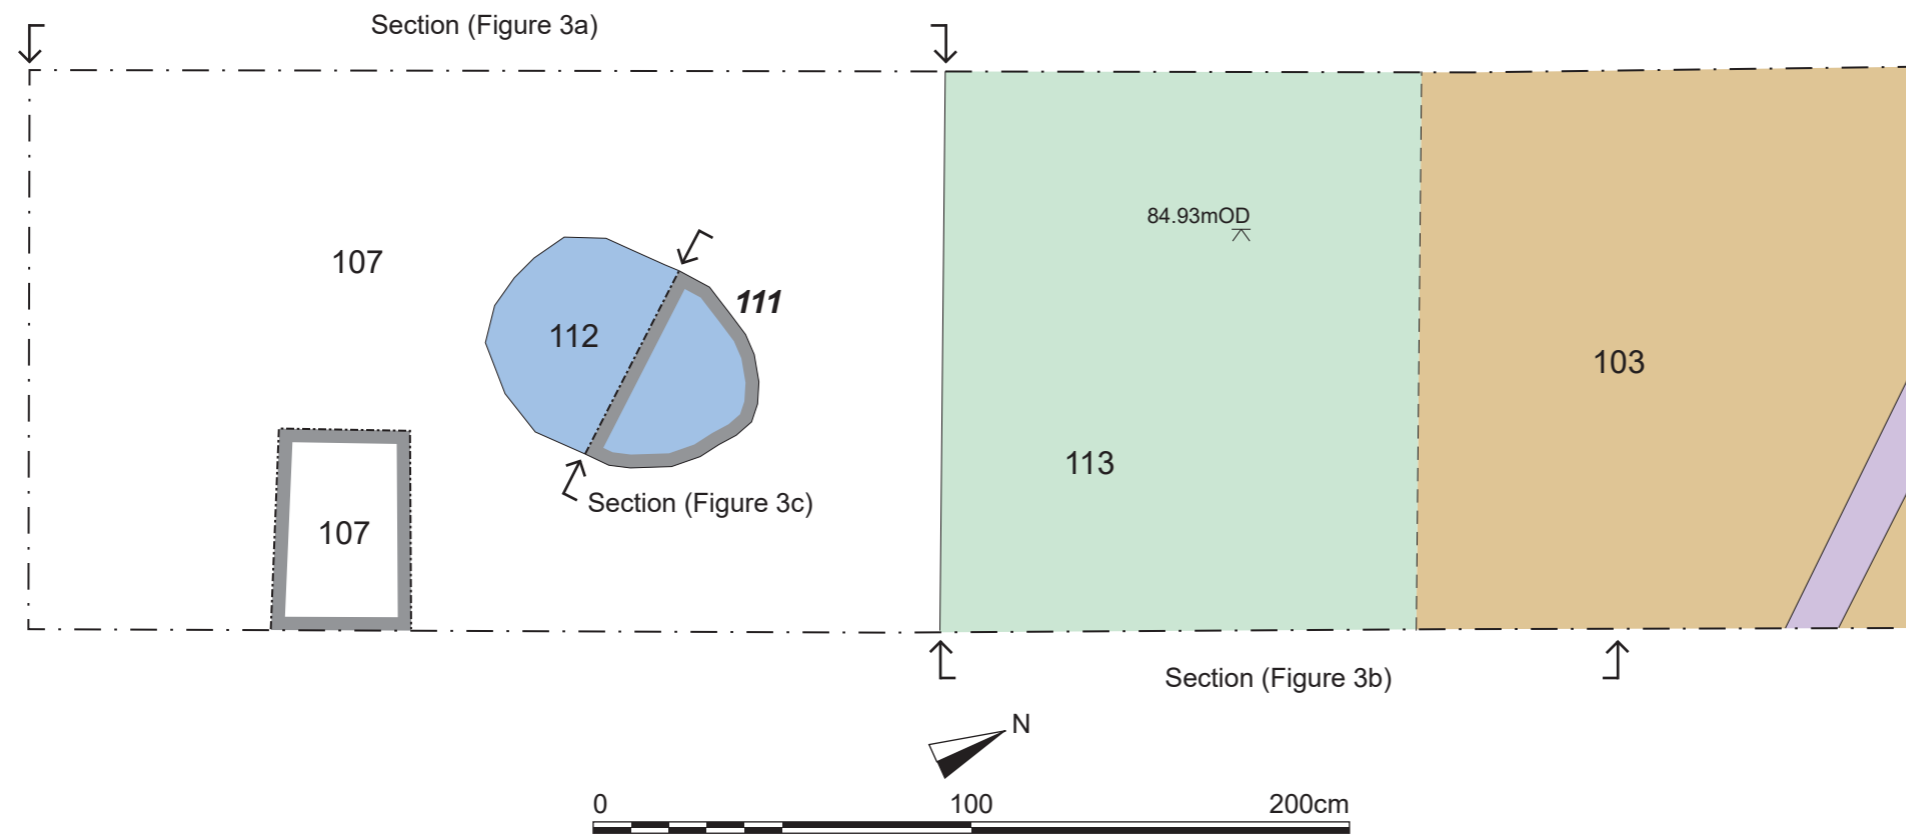 Section (Figure 3a)
84.93mOD
107
111
112
103
113
Section (Figure 3c)
107
Section (Figure 3b)
N
0 100 200cm